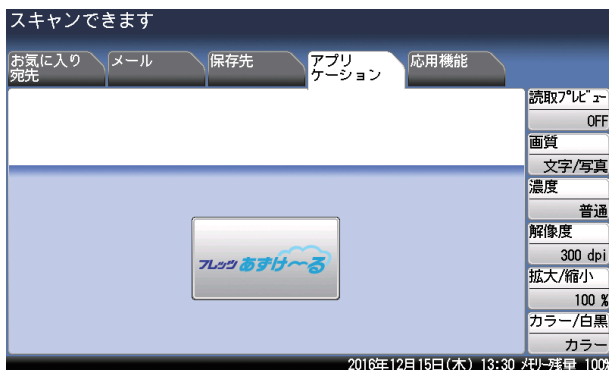 スキャンできます
お気に入り
宛先
メール
保存先
アプリ
ケーション
応用機能
読取ﾌﾟﾚﾋﾞｭｰ
OFF
画質
文字/写真
濃度
普通
解像度
300 dpi
拡大/縮小
100 %
カラー/白黒
カラー
フレッツ あずけ〜る
2016年12月15日(木) 13:30 ﾒﾓﾘｰ残量 100%